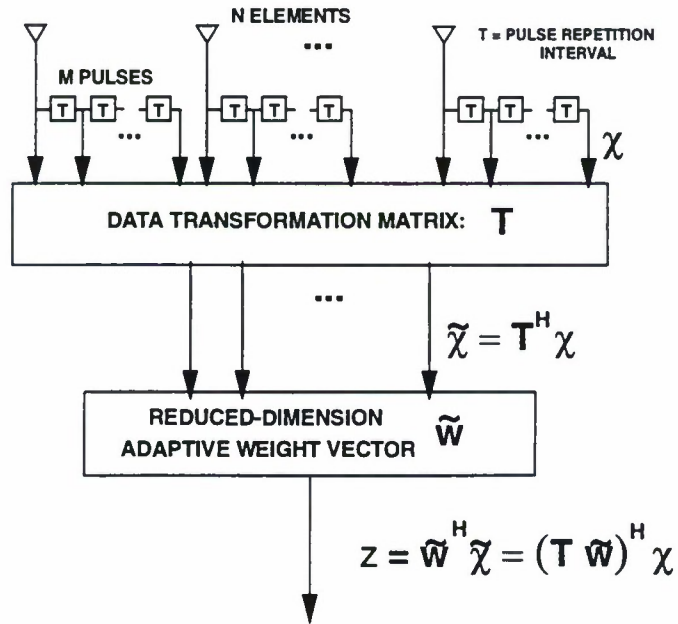 N ELEMENTS
...
T = PULSE REPETITION
INTERVAL
M PULSES
T T T T T T T T T
... ... ...
χ
DATA TRANSFORMATION MATRIX: T
...
χ̃ = T^H χ
REDUCED-DIMENSION
ADAPTIVE WEIGHT VECTOR w̃
z = w̃^H χ̃ = (T w̃)^H χ